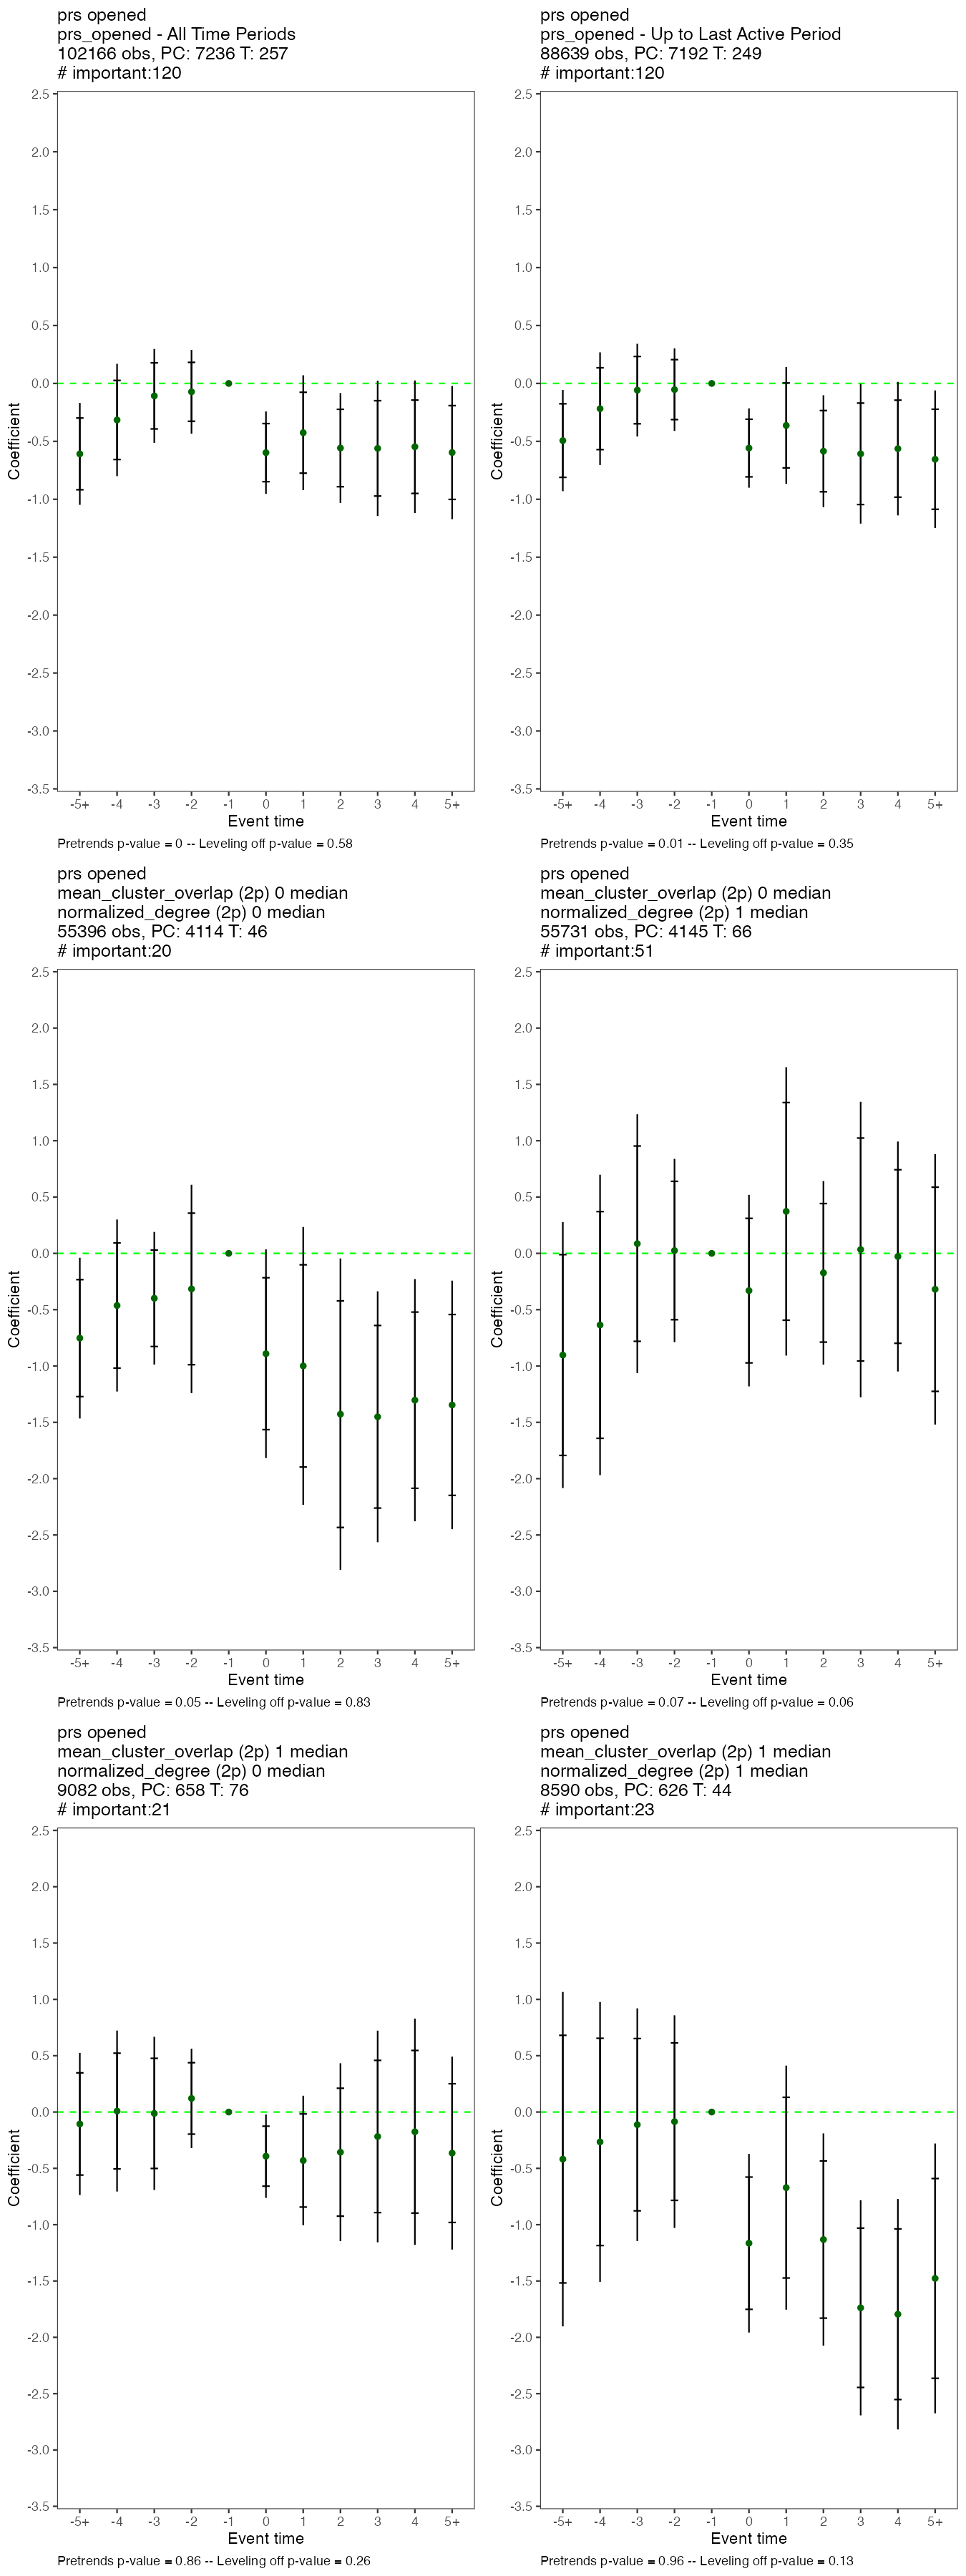 prs opened
prs_opened - All Time Periods
102166 obs, PC: 7236 T: 257
# important:120
2.5
2.0
1.5
1.0
0.5
0.0
-0.5
-1.0
-1.5
-2.0
-2.5
-3.0
-3.5
Coefficient
-5+ -4 -3 -2 -1 0 1 2 3 4 5+
Event time
Pretrends p-value = 0 -- Leveling off p-value = 0.58
prs opened
prs_opened - Up to Last Active Period
88639 obs, PC: 7192 T: 249
# important:120
2.5
2.0
1.5
1.0
0.5
0.0
-0.5
-1.0
-1.5
-2.0
-2.5
-3.0
-3.5
Coefficient
-5+ -4 -3 -2 -1 0 1 2 3 4 5+
Event time
Pretrends p-value = 0.01 -- Leveling off p-value = 0.35
prs opened
mean_cluster_overlap (2p) 0 median
normalized_degree (2p) 0 median
55396 obs, PC: 4114 T: 46
# important:20
2.5
2.0
1.5
1.0
0.5
0.0
-0.5
-1.0
-1.5
-2.0
-2.5
-3.0
-3.5
Coefficient
-5+ -4 -3 -2 -1 0 1 2 3 4 5+
Event time
Pretrends p-value = 0.05 -- Leveling off p-value = 0.83
prs opened
mean_cluster_overlap (2p) 0 median
normalized_degree (2p) 1 median
55731 obs, PC: 4145 T: 66
# important:51
2.5
2.0
1.5
1.0
0.5
0.0
-0.5
-1.0
-1.5
-2.0
-2.5
-3.0
-3.5
Coefficient
-5+ -4 -3 -2 -1 0 1 2 3 4 5+
Event time
Pretrends p-value = 0.07 -- Leveling off p-value = 0.06
prs opened
mean_cluster_overlap (2p) 1 median
normalized_degree (2p) 0 median
9082 obs, PC: 658 T: 76
# important:21
2.5
2.0
1.5
1.0
0.5
0.0
-0.5
-1.0
-1.5
-2.0
-2.5
-3.0
-3.5
Coefficient
-5+ -4 -3 -2 -1 0 1 2 3 4 5+
Event time
Pretrends p-value = 0.86 -- Leveling off p-value = 0.26
prs opened
mean_cluster_overlap (2p) 1 median
normalized_degree (2p) 1 median
8590 obs, PC: 626 T: 44
# important:23
2.5
2.0
1.5
1.0
0.5
0.0
-0.5
-1.0
-1.5
-2.0
-2.5
-3.0
-3.5
Coefficient
-5+ -4 -3 -2 -1 0 1 2 3 4 5+
Event time
Pretrends p-value = 0.96 -- Leveling off p-value = 0.13